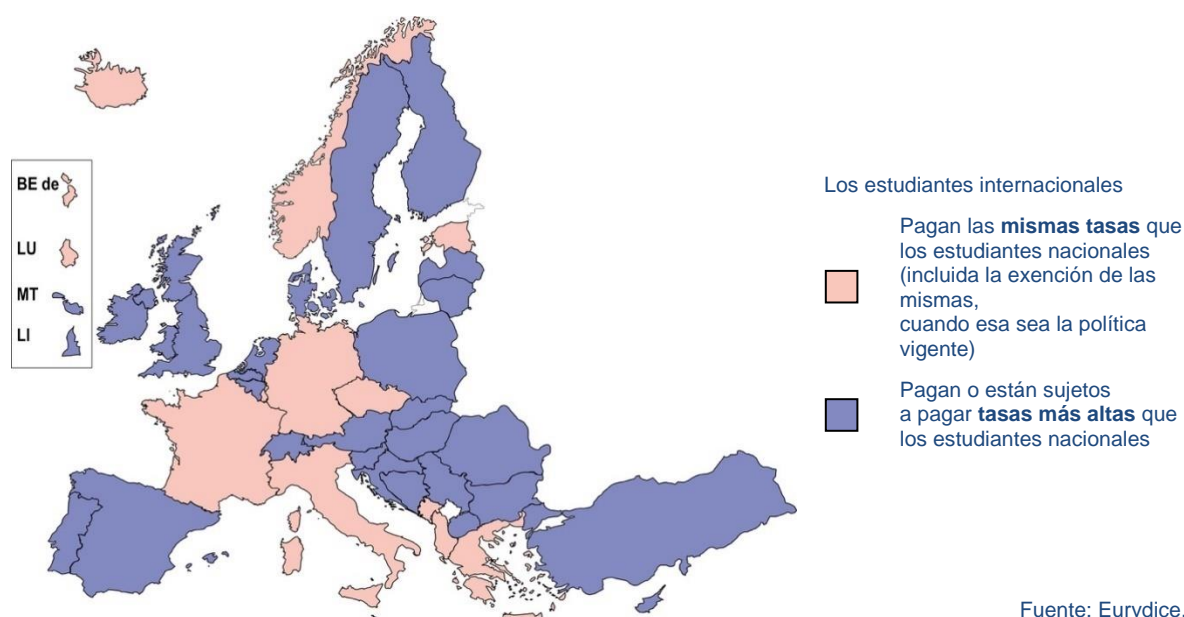 BE de
LU
MT
LI
Los estudiantes internacionales
Pagan las mismas tasas que
los estudiantes nacionales
(incluida la exención de las
mismas,
cuando esa sea la política
vigente)
Pagan o están sujetos
a pagar tasas más altas que
los estudiantes nacionales
Fuente: Eurydice.